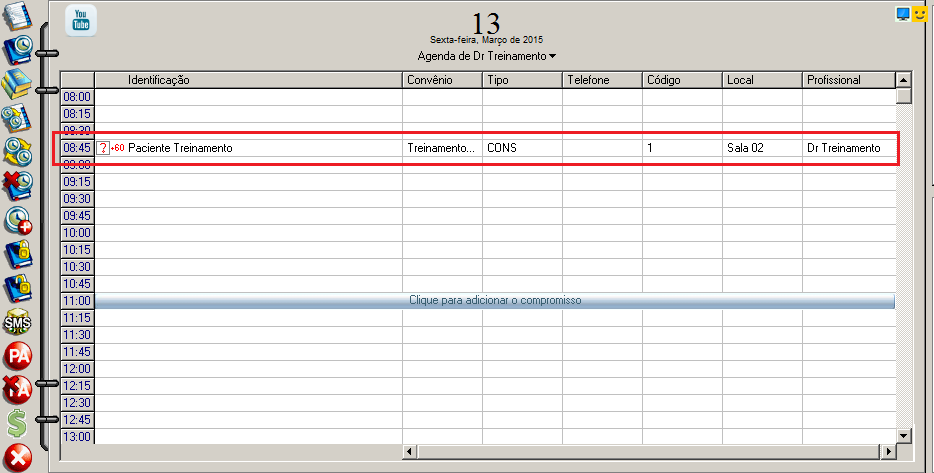 You
Tube
13
Sexta-feira, Março de 2015
Agenda de Dr Treinamento
Identificação Convênio Tipo Telefone Código Local Profissional
08:00
08:15
08:30
08:45 ? +60 Paciente Treinamento Treinamento... CONS 1 Sala 02 Dr Treinamento
09:00
09:15
09:30
09:45
10:00
10:15
10:30
10:45
11:00 Clique para adicionar o compromisso
11:15
11:30
11:45
12:00
12:15
12:30
12:45
13:00
SMS
PA